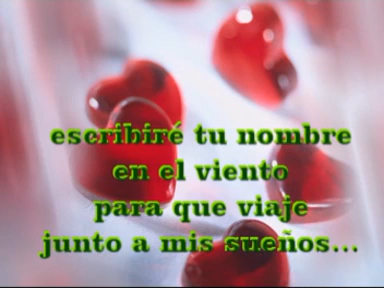 escribiré tu nombre
en el viento
para que viaje
junto a mis sueños...